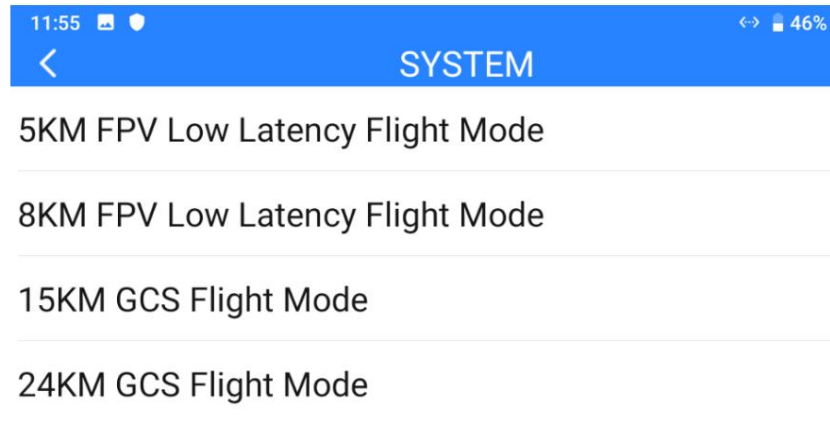 11:55 46%
SYSTEM
5KM FPV Low Latency Flight Mode
8KM FPV Low Latency Flight Mode
15KM GCS Flight Mode
24KM GCS Flight Mode